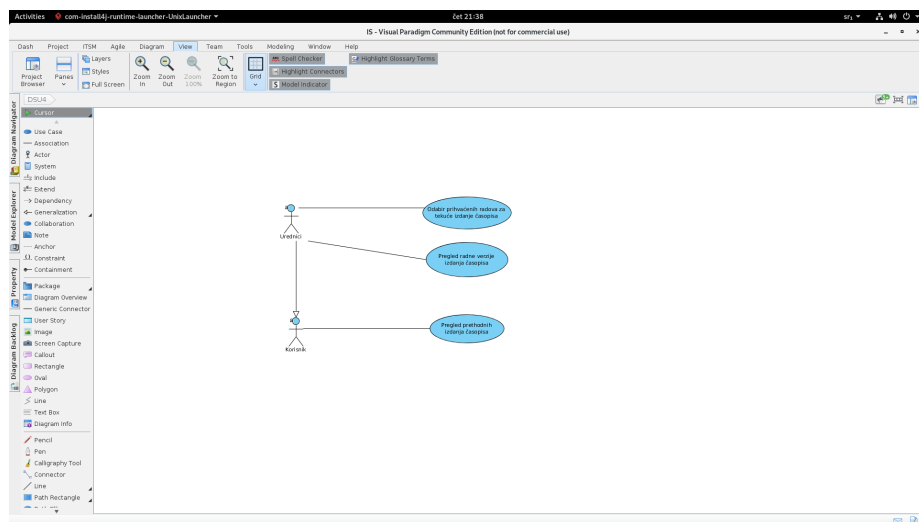 Activities
com-install4j-runtime-launcher-UnixLauncher
čet 21:38
sr₁
IS - Visual Paradigm Community Edition (not for commercial use)
Dash Project ITSM Agile Diagram View Team Tools Modeling Window Help
Project Browser
Panes
Layers
Styles
Full Screen
Zoom In
Zoom Out
Zoom 100%
Zoom to Region
Grid
Spell Checker
Highlight Connectors
Model Indicator
Highlight Glossary Terms
DSU4
Diagram Navigator
Model Explorer
Property
Diagram Backlog
Cursor
Use Case
Association
Actor
System
Include
Extend
Dependency
Generalization
Collaboration
Note
Anchor
Constraint
Containment
Package
Diagram Overview
Generic Connector
User Story
Image
Screen Capture
Callout
Rectangle
Oval
Polygon
Line
Text Box
Diagram Info
Pencil
Pen
Calligraphy Tool
Connector
Line
Path Rectangle
Urednici
Odabir prihvaćenih radova za
tekuće izdanje časopisa
Pregled radne verzije
izdanja časopisa
Korisnik
Pregled prethodnih
izdanja časopisa